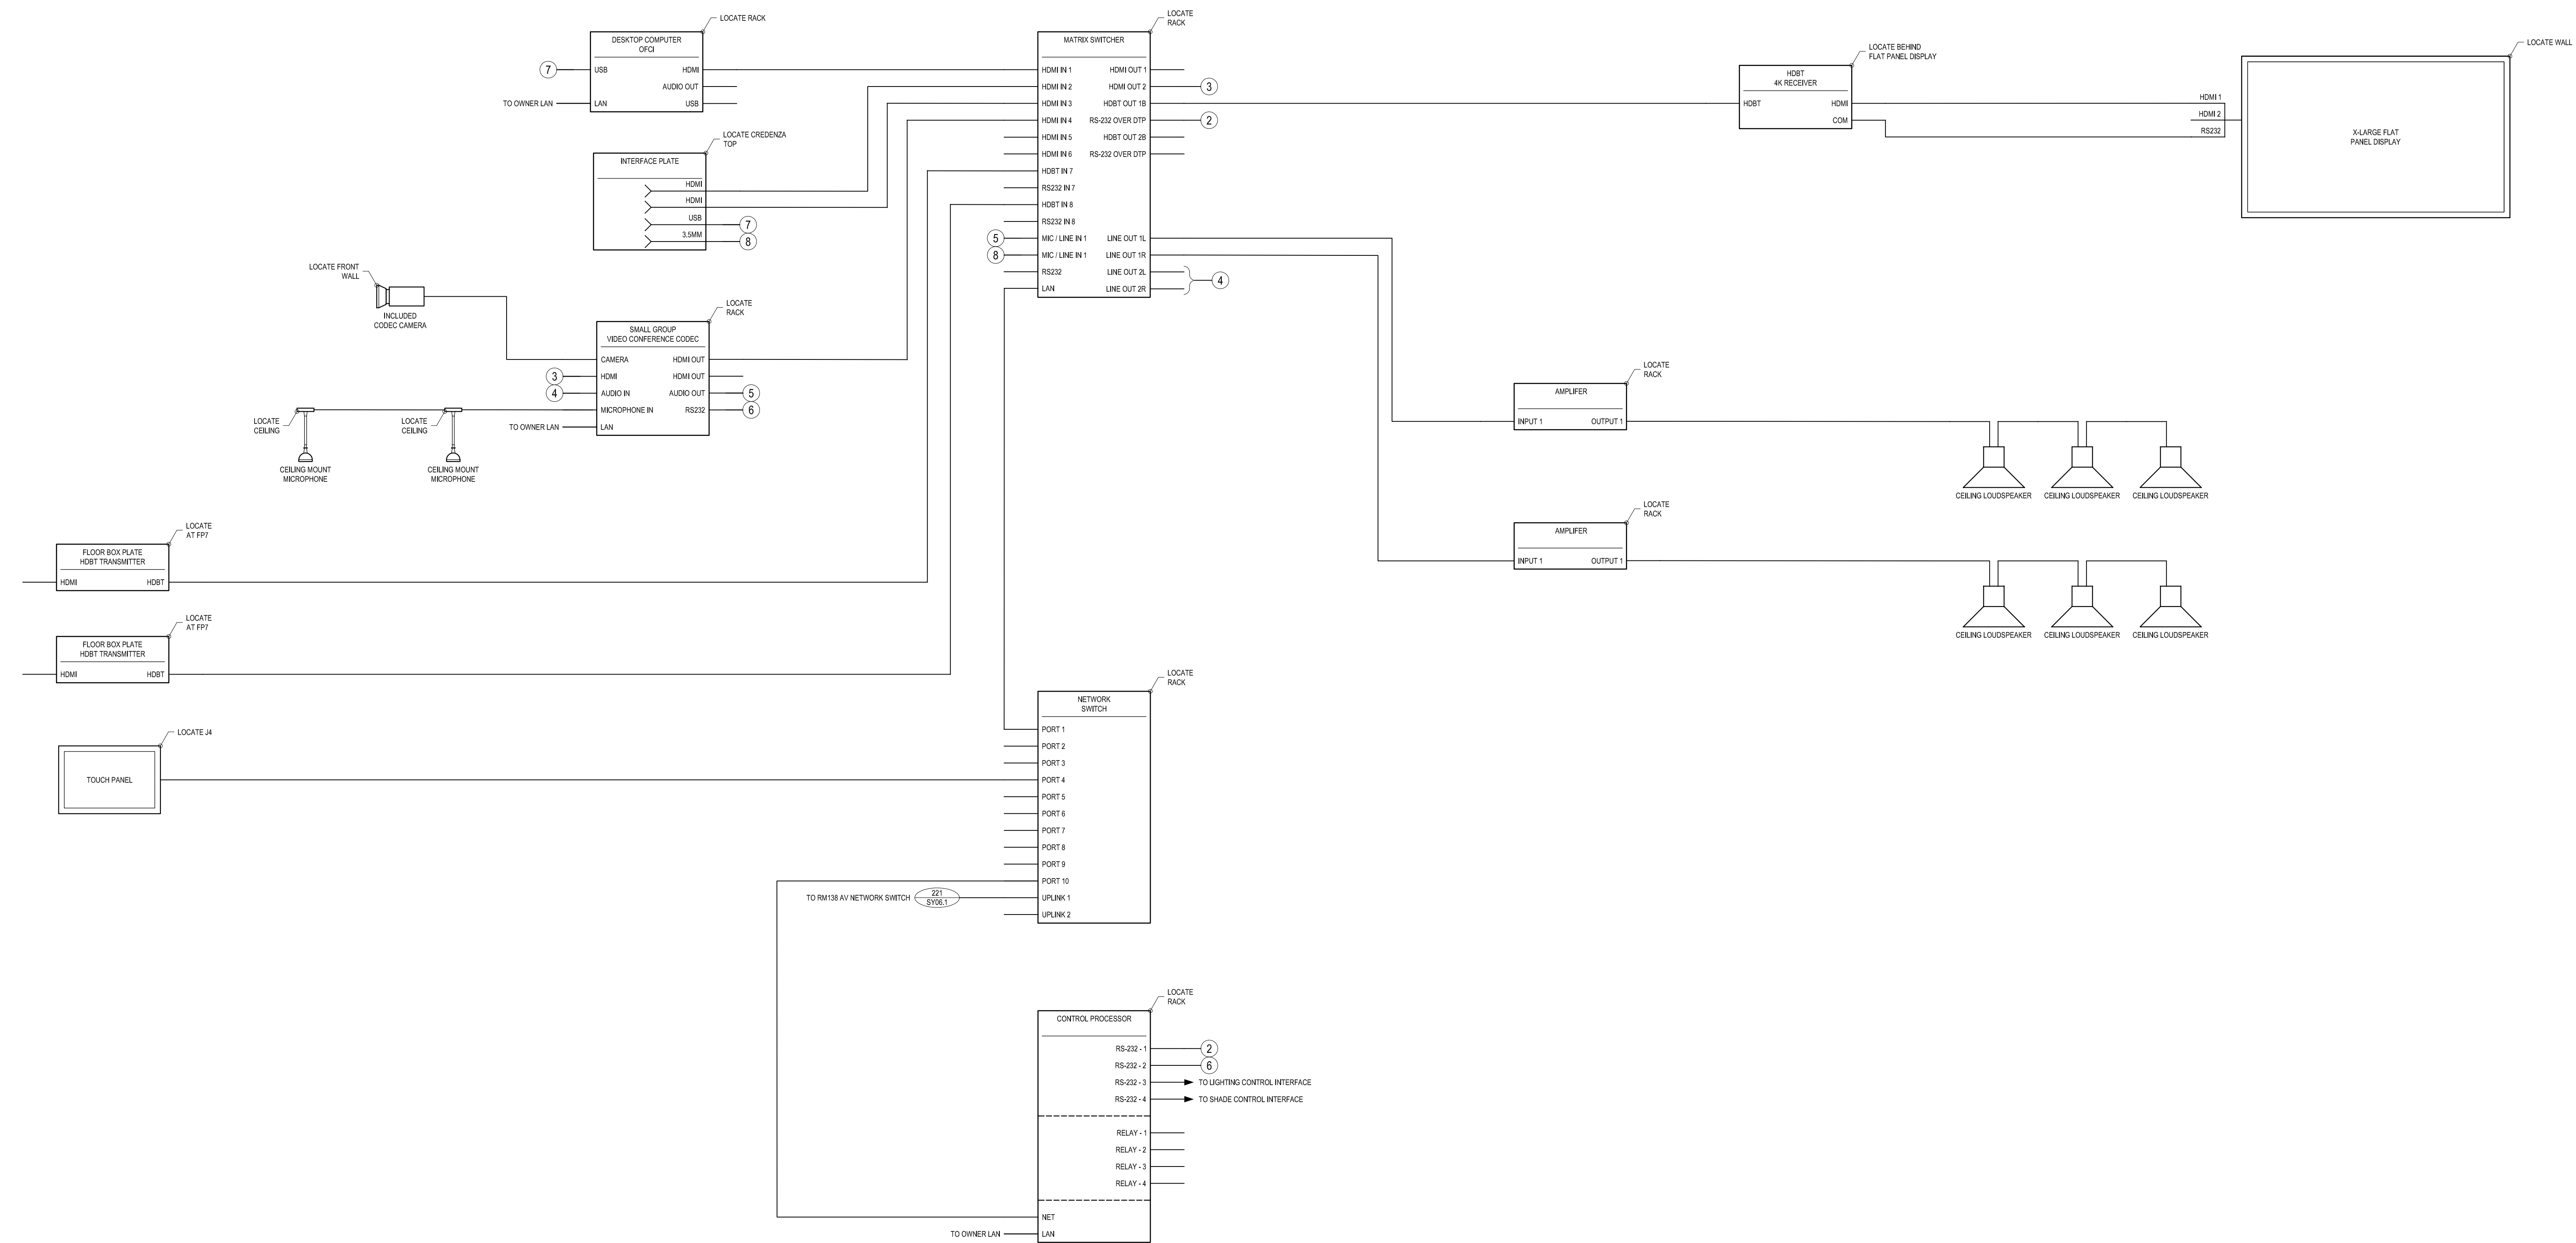 LOCATE RACK
DESKTOP COMPUTER
OFCI
7
USB
HDMI
AUDIO OUT
TO OWNER LAN
LAN
USB
LOCATE CREDENZA
TOP
INTERFACE PLATE
HDMI
HDMI
USB
7
3.5MM
8
LOCATE FRONT
WALL
INCLUDED
CODEC CAMERA
LOCATE
RACK
SMALL GROUP
VIDEO CONFERENCE CODEC
CAMERA
HDMI OUT
3
HDMI
HDMI OUT
4
AUDIO IN
AUDIO OUT
5
MICROPHONE IN
RS232
6
TO OWNER LAN
LAN
LOCATE
CEILING
LOCATE
CEILING
CEILING MOUNT
MICROPHONE
CEILING MOUNT
MICROPHONE
LOCATE
AT FP7
FLOOR BOX PLATE
HDBT TRANSMITTER
HDMI
HDBT
LOCATE
AT FP7
FLOOR BOX PLATE
HDBT TRANSMITTER
HDMI
HDBT
LOCATE J4
TOUCH PANEL
LOCATE
RACK
MATRIX SWITCHER
HDMI IN 1
HDMI OUT 1
HDMI IN 2
HDMI OUT 2
3
HDMI IN 3
HDBT OUT 1B
HDMI IN 4
RS-232 OVER DTP
2
HDMI IN 5
HDBT OUT 2B
HDMI IN 6
RS-232 OVER DTP
HDBT IN 7
RS232 IN 7
HDBT IN 8
RS232 IN 8
5
MIC / LINE IN 1
LINE OUT 1L
8
MIC / LINE IN 1
LINE OUT 1R
RS232
LINE OUT 2L
4
LAN
LINE OUT 2R
LOCATE BEHIND
FLAT PANEL DISPLAY
HDBT
4K RECEIVER
HDBT
HDMI
COM
LOCATE WALL
HDMI 1
HDMI 2
RS232
X-LARGE FLAT
PANEL DISPLAY
LOCATE
RACK
AMPLIFER
INPUT 1
OUTPUT 1
CEILING LOUDSPEAKER
CEILING LOUDSPEAKER
CEILING LOUDSPEAKER
LOCATE
RACK
AMPLIFER
INPUT 1
OUTPUT 1
CEILING LOUDSPEAKER
CEILING LOUDSPEAKER
CEILING LOUDSPEAKER
LOCATE
RACK
NETWORK
SWITCH
PORT 1
PORT 2
PORT 3
PORT 4
PORT 5
PORT 6
PORT 7
PORT 8
PORT 9
PORT 10
TO RM138 AV NETWORK SWITCH
221
SY06.1
UPLINK 1
UPLINK 2
LOCATE
RACK
CONTROL PROCESSOR
RS-232 - 1
2
RS-232 - 2
6
RS-232 - 3
TO LIGHTING CONTROL INTERFACE
RS-232 - 4
TO SHADE CONTROL INTERFACE
RELAY - 1
RELAY - 2
RELAY - 3
RELAY - 4
NET
TO OWNER LAN
LAN